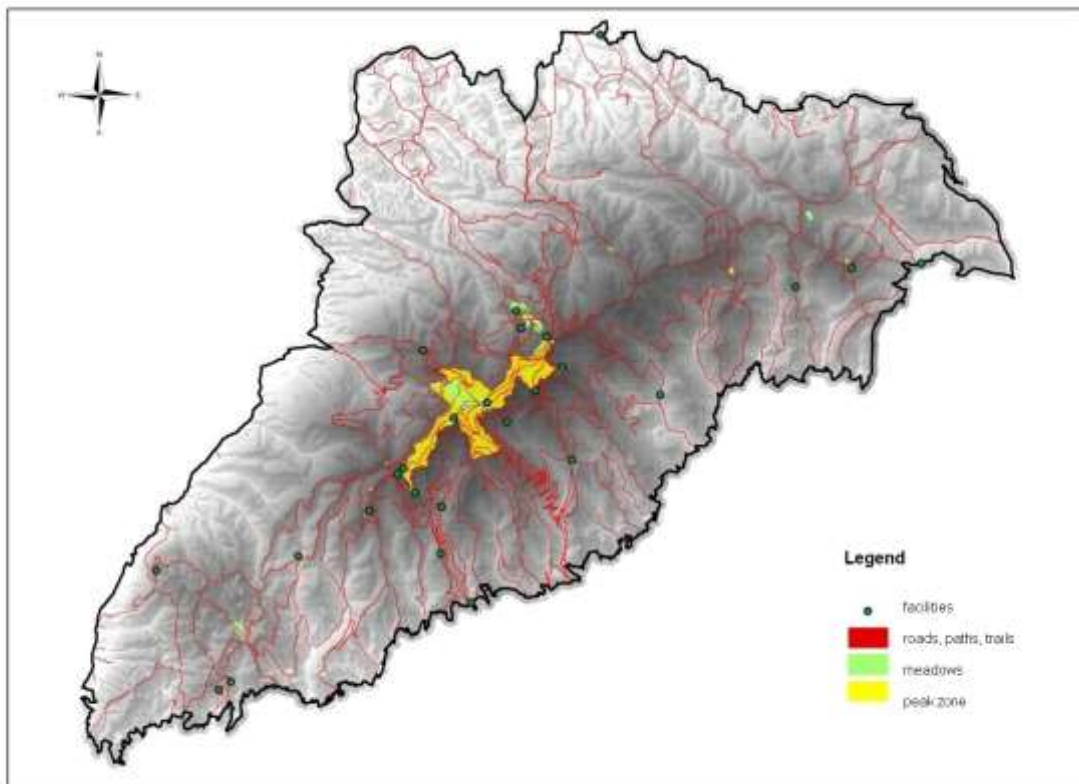 N
W E
Legend
facilities
roads, paths, trails
meadows
peak zone